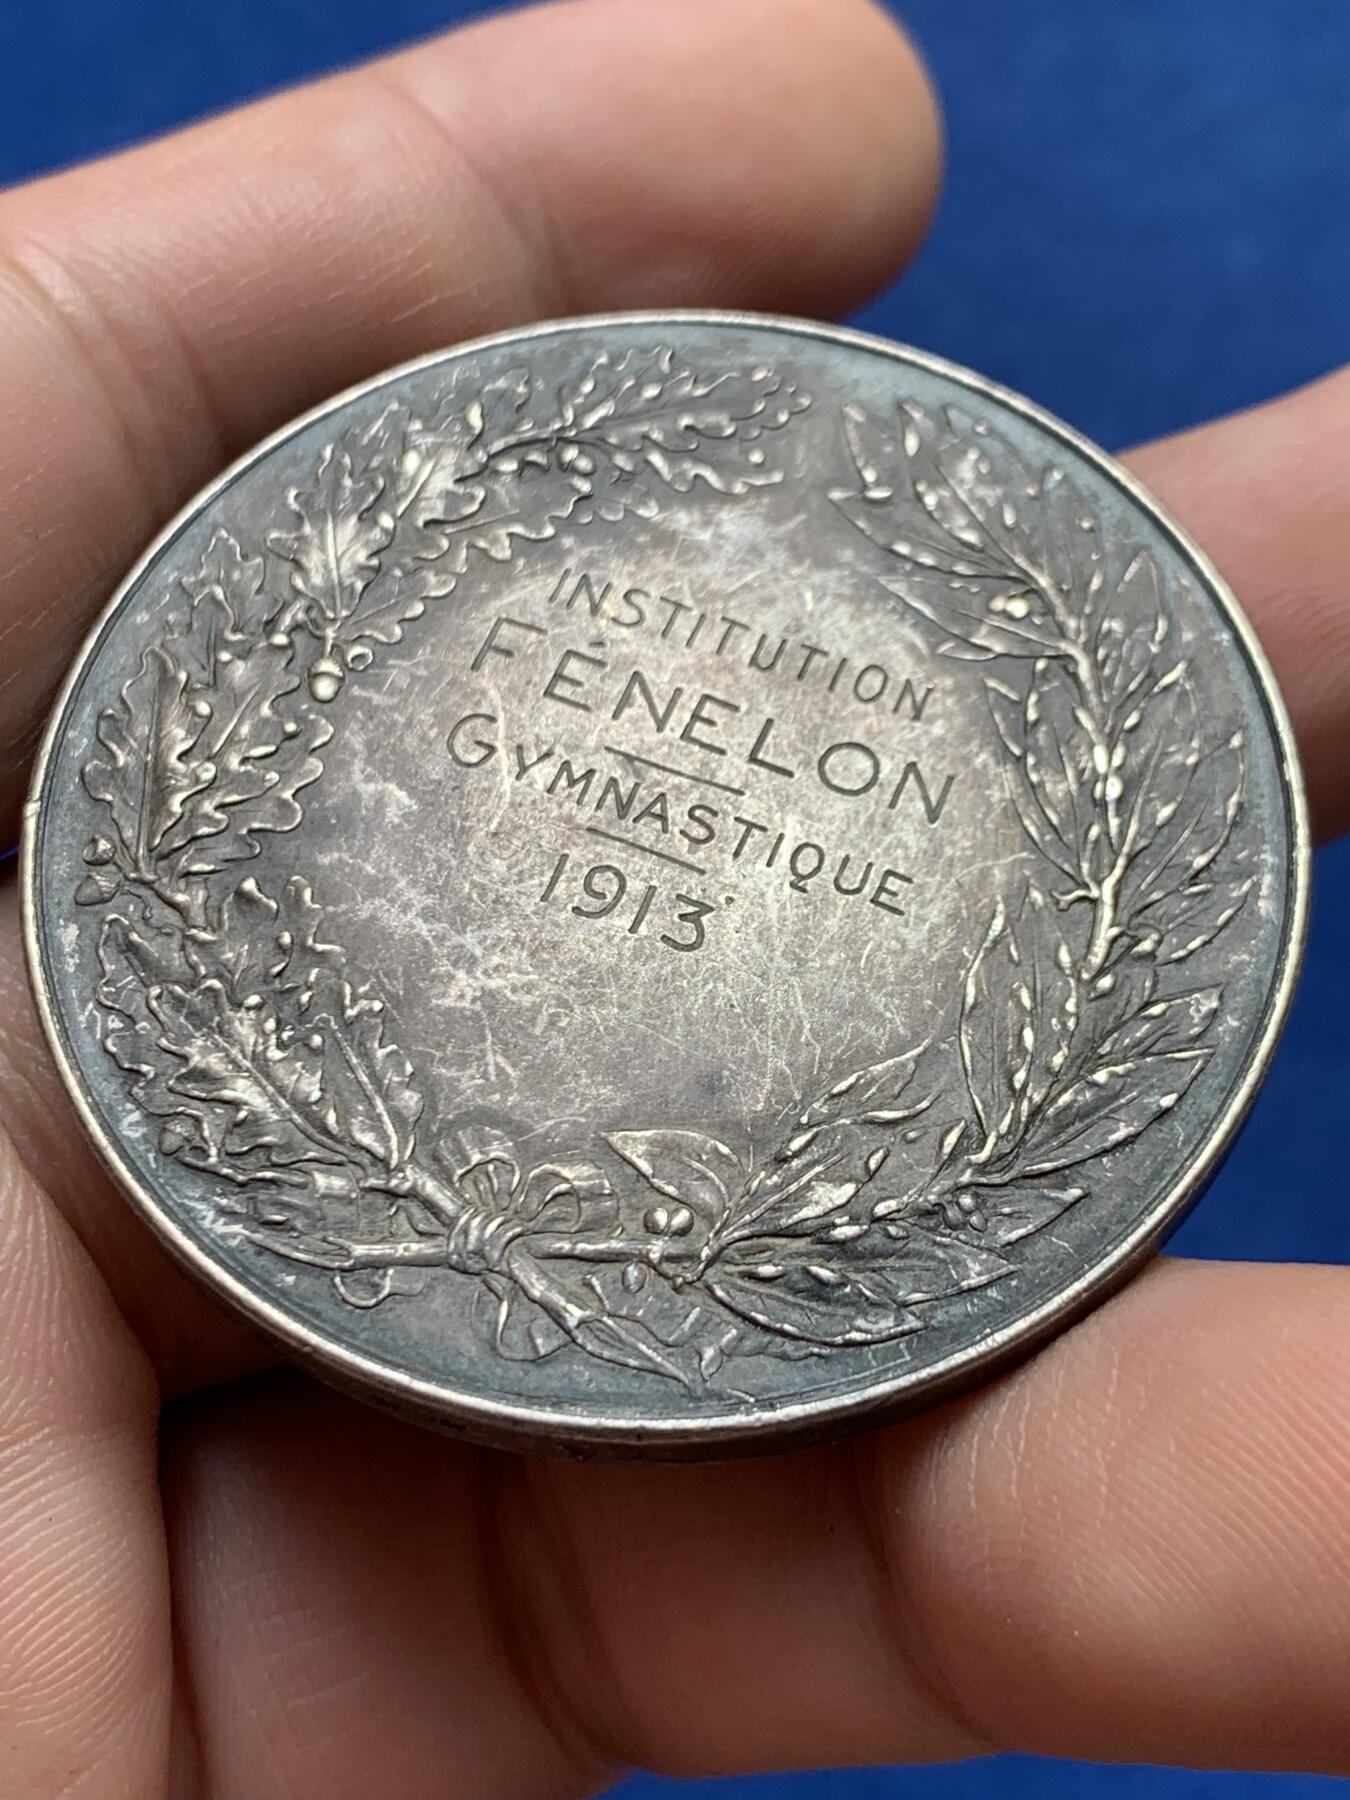 INSTITUTION
FÉNELON
GYMNASTIQUE
1913